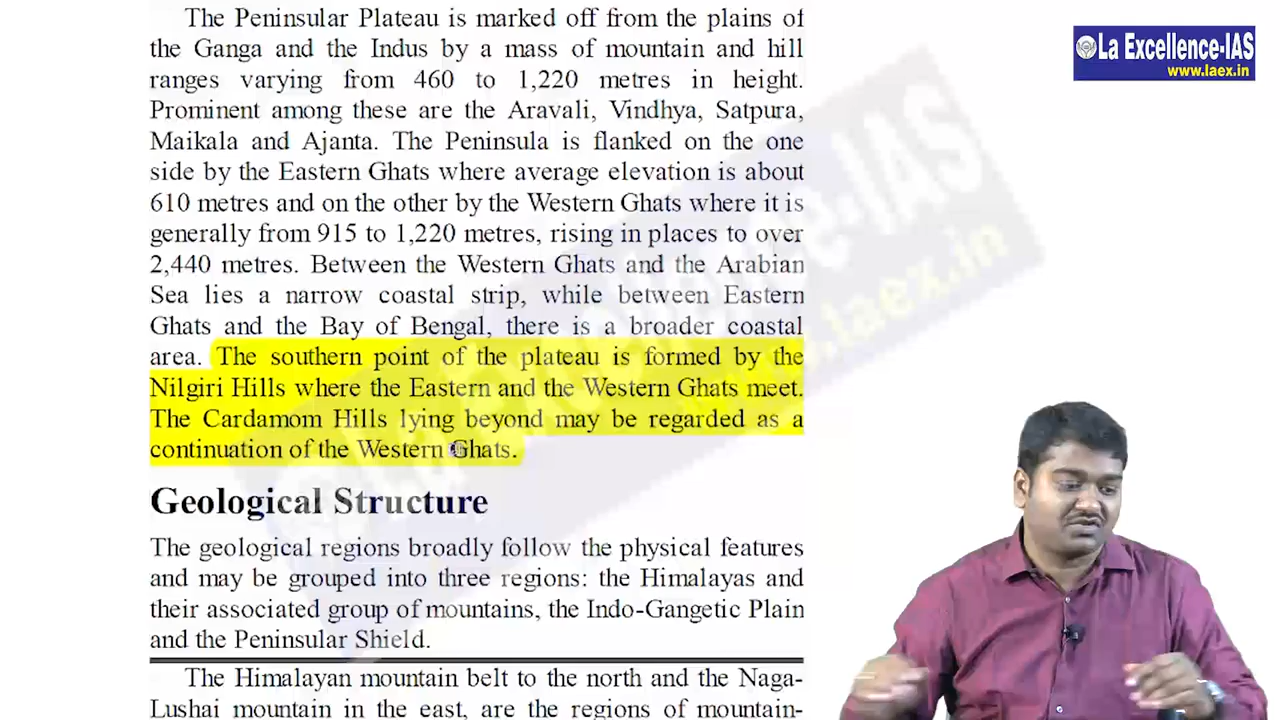 The Peninsular Plateau is marked off from the plains of
the Ganga and the Indus by a mass of mountain and hill
ranges varying from 460 to 1,220 metres in height.
Prominent among these are the Aravali, Vindhya, Satpura,
Maikala and Ajanta. The Peninsula is flanked on the one
side by the Eastern Ghats where average elevation is about
610 metres and on the other by the Western Ghats where it is
generally from 915 to 1,220 metres, rising in places to over
2,440 metres. Between the Western Ghats and the Arabian
Sea lies a narrow coastal strip, while between Eastern
Ghats and the Bay of Bengal, there is a broader coastal
area. The southern point of the plateau is formed by the
Nilgiri Hills where the Eastern and the Western Ghats meet.
The Cardamom Hills lying beyond may be regarded as a
continuation of the Western Ghats.
Geological Structure
The geological regions broadly follow the physical features
and may be grouped into three regions: the Himalayas and
their associated group of mountains, the Indo-Gangetic Plain
and the Peninsular Shield.
The Himalayan mountain belt to the north and the Naga-
Lushai mountain in the east, are the regions of mountain-
La Excellence-IAS
www.laex.in